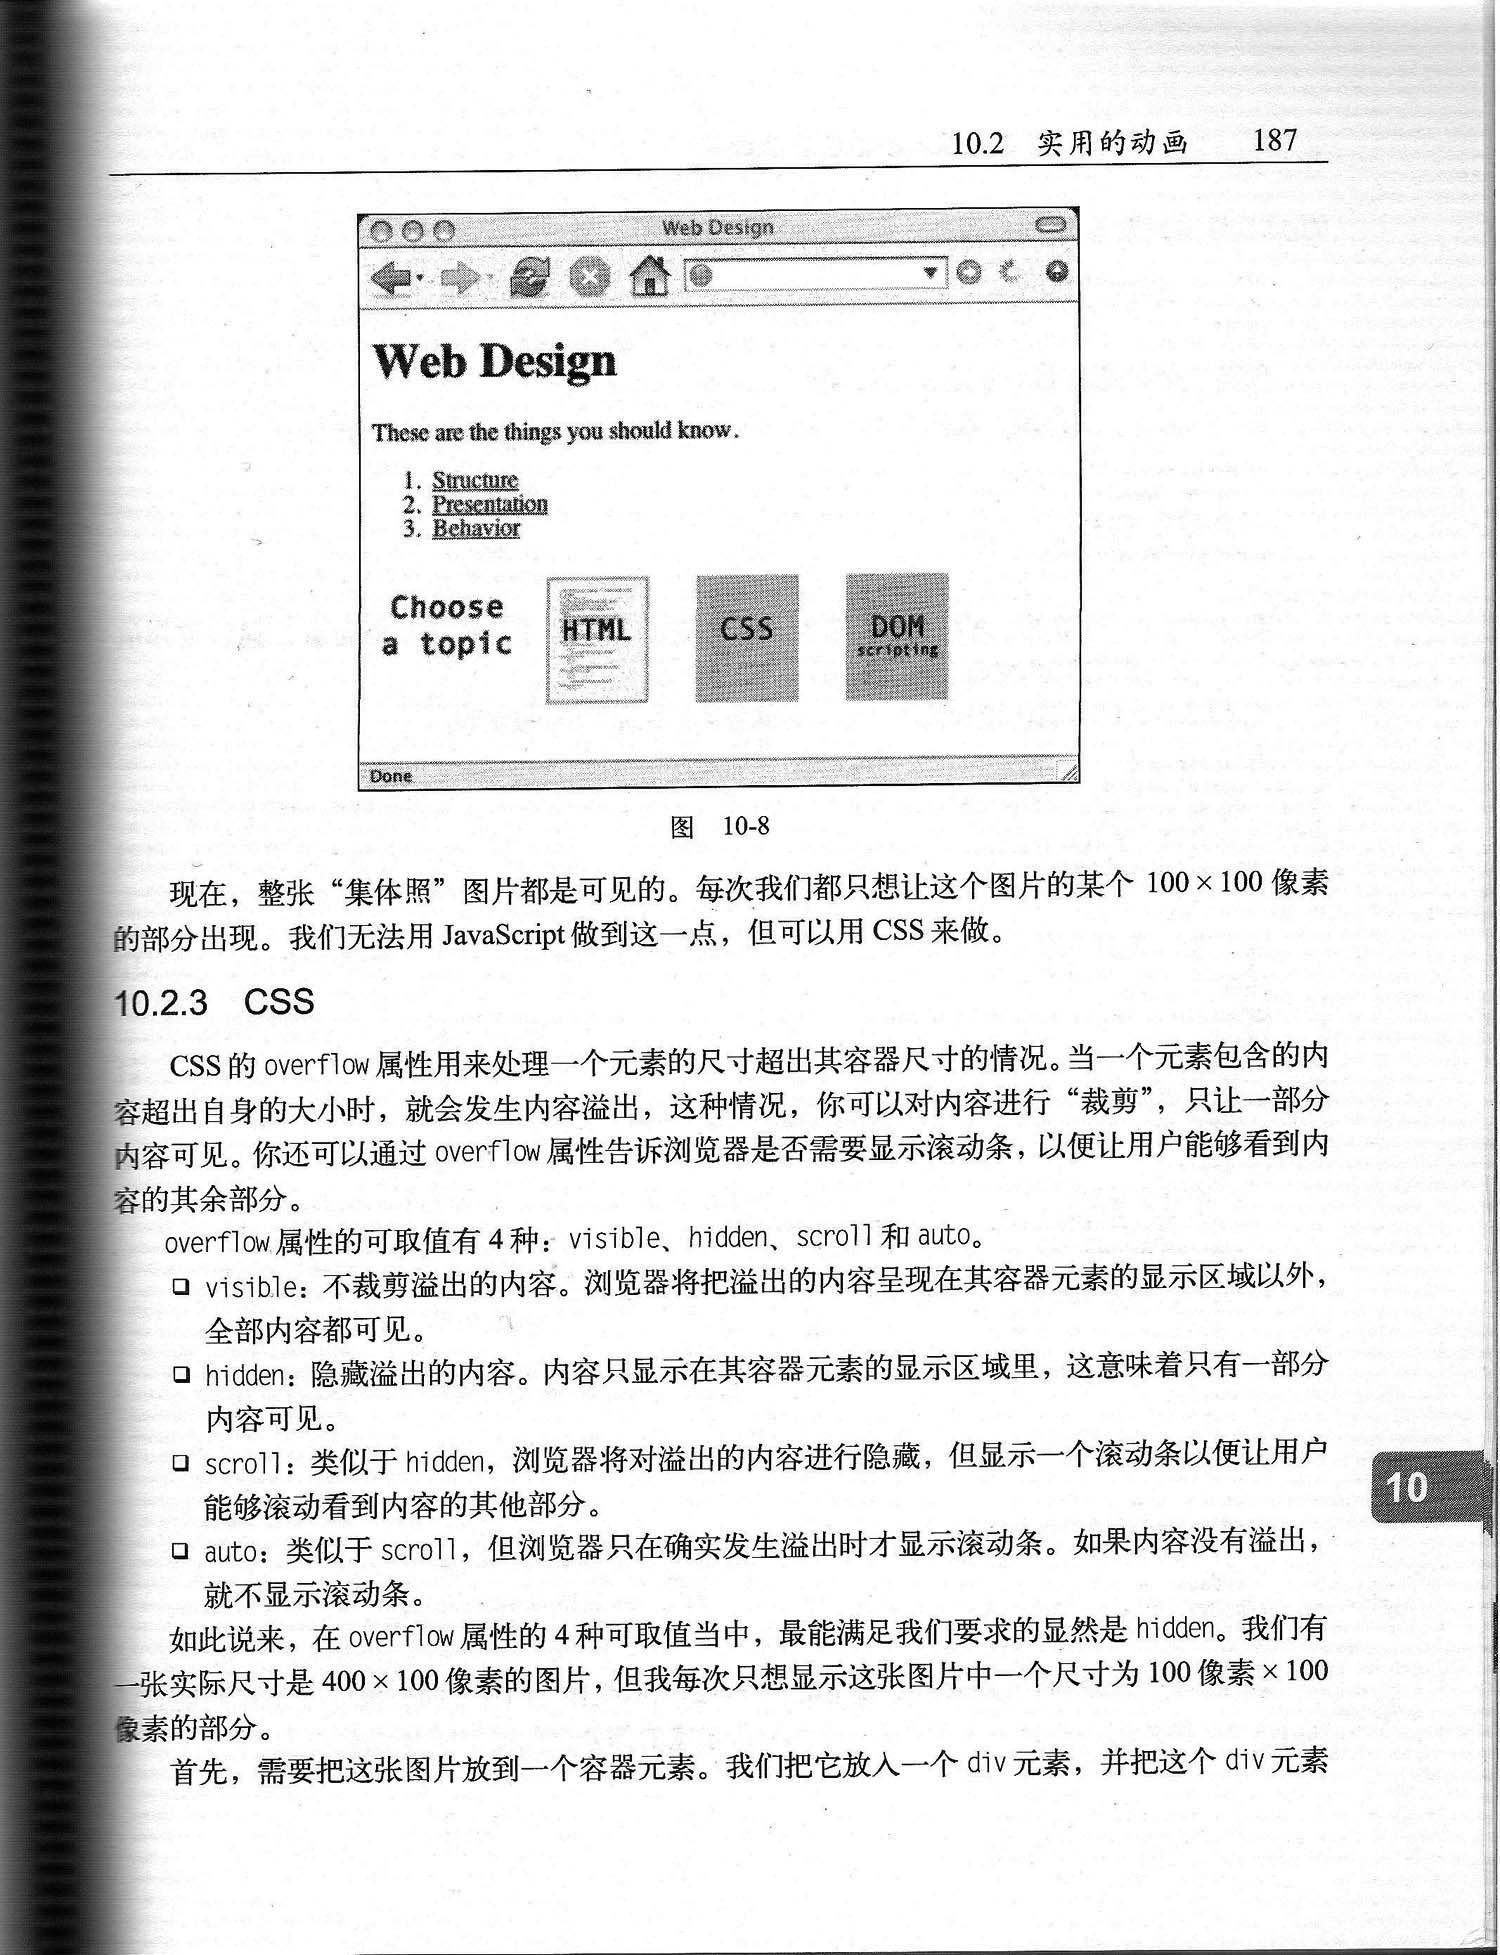 10.2 实用的动画 187
Web Design
Web Design
These are the things you should know.
1. Structure
2. Presentation
3. Behavior
Choose
a topic
HTML
CSS
DOM
scripting
Done
图 10-8
现在，整张“集体照”图片都是可见的。每次我们都只想让这个图片的某个 100×100 像素
的部分出现。我们无法用 JavaScript 做到这一点，但可以用 CSS 来做。
10.2.3 CSS
CSS 的 overflow 属性用来处理一个元素的尺寸超出其容器尺寸的情况。当一个元素包含的内
容超出自身的大小时，就会发生内容溢出，这种情况，你可以对内容进行“裁剪”，只让一部分
内容可见。你还可以通过 overflow 属性告诉浏览器是否需要显示滚动条，以便让用户能够看到内
容的其余部分。
overflow 属性的可取值有 4 种：visible、hidden、scroll 和 auto。
❑ visible：不裁剪溢出的内容。浏览器将把溢出的内容呈现在其容器元素的显示区域以外，
全部内容都可见。
❑ hidden：隐藏溢出的内容。内容只显示在其容器元素的显示区域里，这意味着只有一部分
内容可见。
❑ scroll：类似于 hidden，浏览器将对溢出的内容进行隐藏，但显示一个滚动条以便让用户
能够滚动看到内容的其他部分。
10
❑ auto：类似于 scroll，但浏览器只在确实发生溢出时才显示滚动条。如果内容没有溢出，
就不显示滚动条。
如此说来，在 overflow 属性的 4 种可取值当中，最能满足我们要求的显然是 hidden。我们有
一张实际尺寸是 400×100 像素的图片，但我每次只想显示这张图片中一个尺寸为 100 像素×100
像素的部分。
首先，需要把这张图片放到一个容器元素。我们把它放入一个 div 元素，并把这个 div 元素